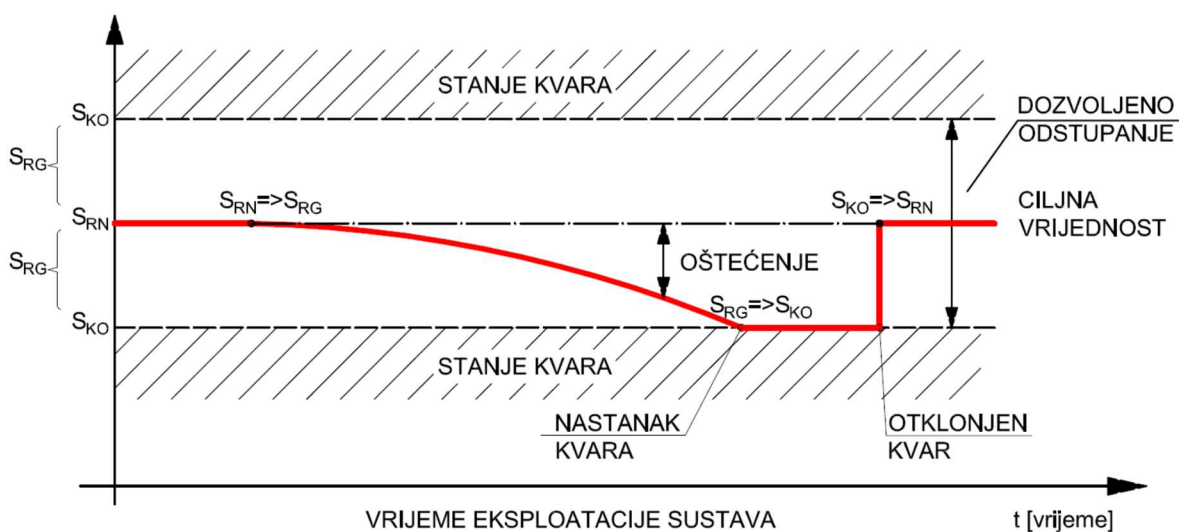 STANJE KVARA
S_KO
DOZVOLJENO
ODSTUPANJE
S_RG
S_RN=>S_RG
S_KO=>S_RN
S_RN
CILJNA
VRIJEDNOST
S_RG
OŠTEĆENJE
S_RG=>S_KO
S_KO
STANJE KVARA
NASTANAK
KVARA
OTKLONJEN
KVAR
VRIJEME EKSPLOATACIJE SUSTAVA
t [vrijeme]